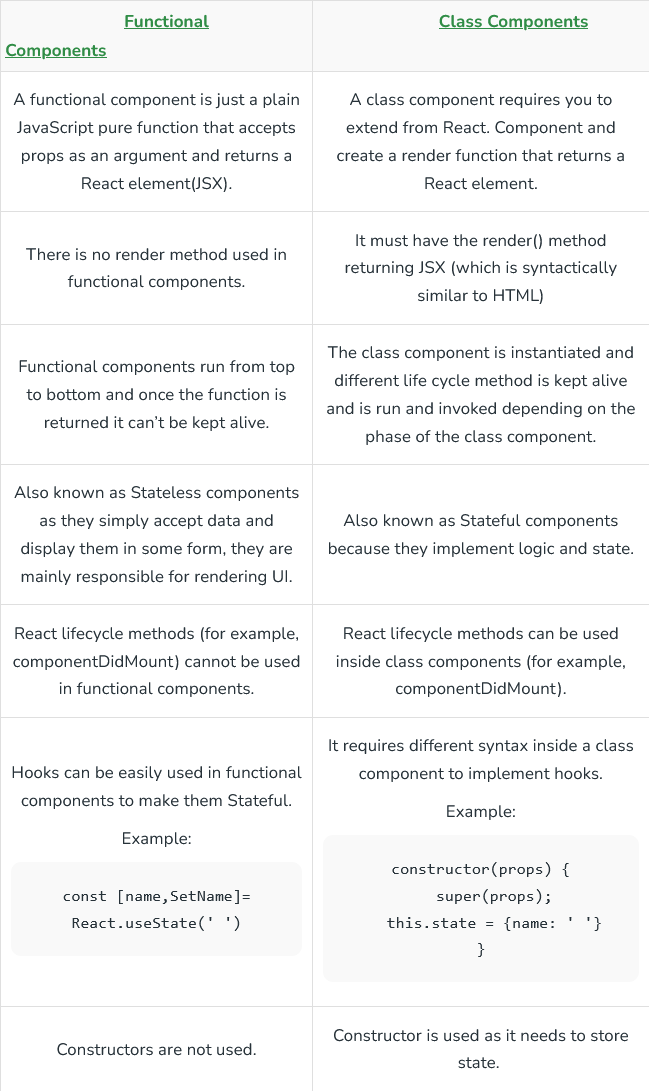 Functional
Components
Class Components
A functional component is just a plain
JavaScript pure function that accepts
props as an argument and returns a
React element(JSX).
A class component requires you to
extend from React. Component and
create a render function that returns a
React element.
There is no render method used in
functional components.
It must have the render() method
returning JSX (which is syntactically
similar to HTML)
Functional components run from top
to bottom and once the function is
returned it can’t be kept alive.
The class component is instantiated and
different life cycle method is kept alive
and is run and invoked depending on the
phase of the class component.
Also known as Stateless components
as they simply accept data and
display them in some form, they are
mainly responsible for rendering UI.
Also known as Stateful components
because they implement logic and state.
React lifecycle methods (for example,
componentDidMount) cannot be used
in functional components.
React lifecycle methods can be used
inside class components (for example,
componentDidMount).
Hooks can be easily used in functional
components to make them Stateful.
Example:
const [name,SetName]=
React.useState(' ')
It requires different syntax inside a class
component to implement hooks.
Example:
constructor(props) {
super(props);
this.state = {name: ' '}
}
Constructors are not used.
Constructor is used as it needs to store
state.